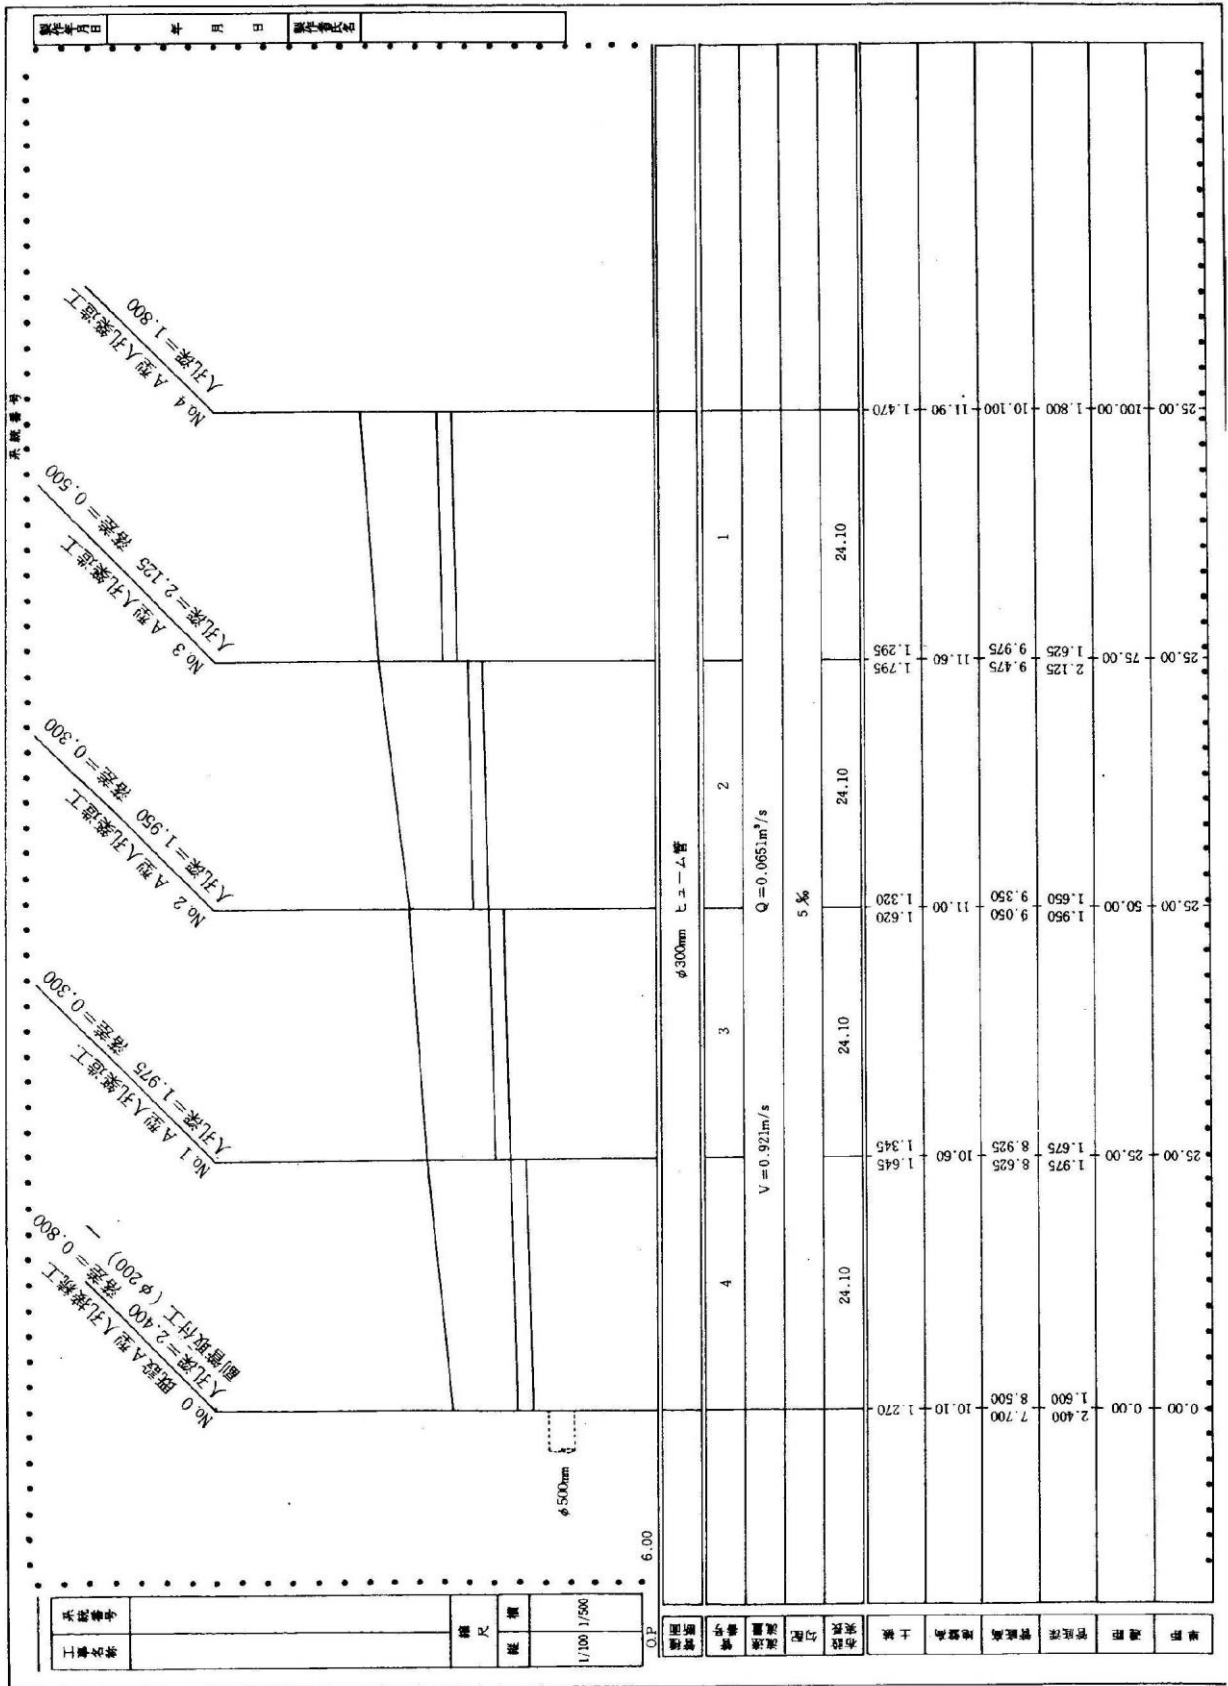 製作年月日
年 月 日
製作者氏名
系統番号
No.0 既設A型人孔接続工
人孔深=2.400 落差=0.800
副管取付工 (φ200)
No.1 A型人孔築造工
人孔深=1.975 落差=0.300
No.2 A型人孔築造工
人孔深=1.950 落差=0.300
No.3 A型人孔築造工
人孔深=2.125 落差=0.500
No.4 A型人孔築造工
人孔深=1.800
φ500mm
工事名称
系統番号
縮尺
縦 横
1/100 1/500
O.P 6.00
管種断面
φ300mm ヒューム管
管番号
4 3 2 1
流速流量
V=0.921m/s Q=0.0651m³/s
勾配
5‰
布設実長
24.10 24.10 24.10 24.10
土被
1.270 1.645 1.345 1.620 1.320 1.795 1.295 1.470
地盤高
10.10 10.60 11.00 11.60 11.90
管底高
7.700 8.500 8.625 8.925 9.050 9.350 9.475 9.975 10.100
管底深
2.400 1.600 1.975 1.675 1.950 1.650 2.125 1.625 1.800
逓距
0.00 25.00 50.00 75.00 100.00
単距
0.00 25.00 25.00 25.00 25.00